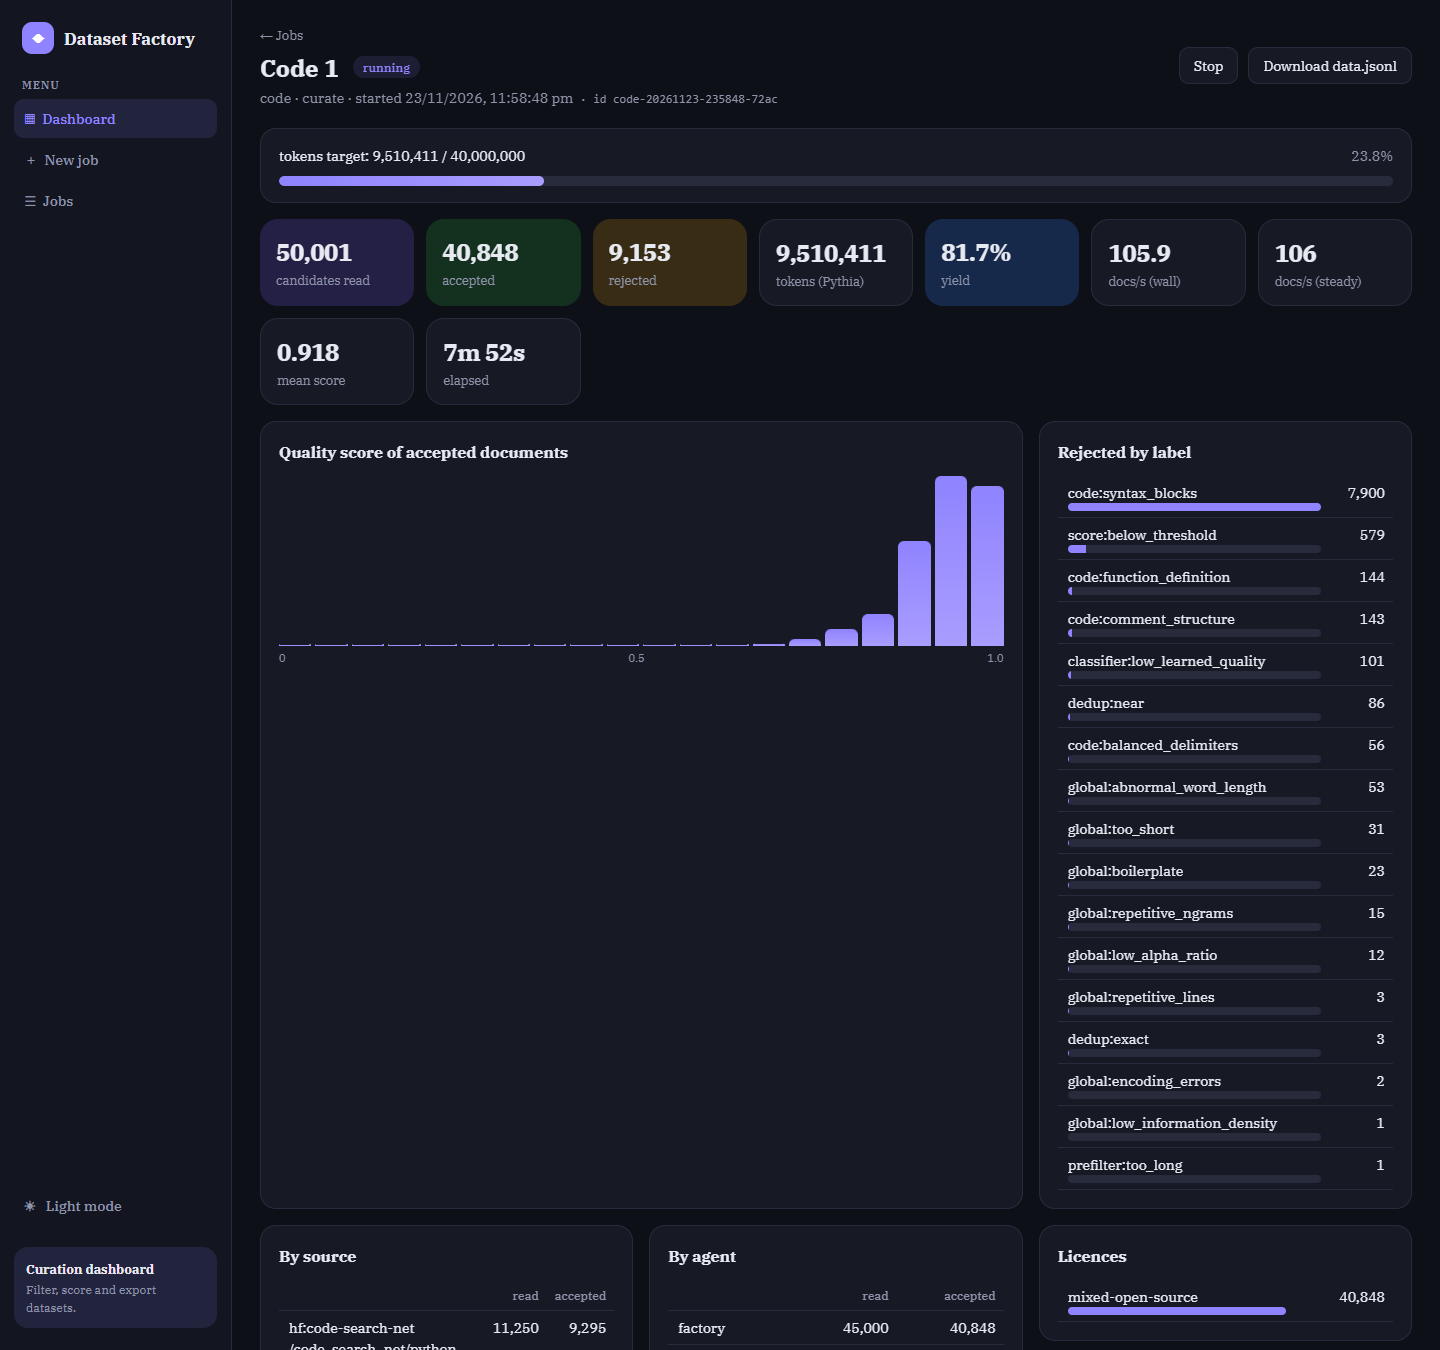 Dataset Factory
MENU
Dashboard
+ New job
Jobs
Light mode
Curation dashboard
Filter, score and export
datasets.
← Jobs
Code 1 running
code · curate · started 23/11/2026, 11:58:48 pm · id code-20261123-235848-72ac
Stop
Download data.jsonl
tokens target: 9,510,411 / 40,000,000 23.8%
50,001
candidates read
40,848
accepted
9,153
rejected
9,510,411
tokens (Pythia)
81.7%
yield
105.9
docs/s (wall)
106
docs/s (steady)
0.918
mean score
7m 52s
elapsed
Quality score of accepted documents
0 0.5 1.0
Rejected by label
code:syntax_blocks 7,900
score:below_threshold 579
code:function_definition 144
code:comment_structure 143
classifier:low_learned_quality 101
dedup:near 86
code:balanced_delimiters 56
global:abnormal_word_length 53
global:too_short 31
global:boilerplate 23
global:repetitive_ngrams 15
global:low_alpha_ratio 12
global:repetitive_lines 3
dedup:exact 3
global:encoding_errors 2
global:low_information_density 1
prefilter:too_long 1
By source
read accepted
hf:code-search-net 11,250 9,295
/code_search_net/python
By agent
read accepted
factory 45,000 40,848
Licences
mixed-open-source 40,848